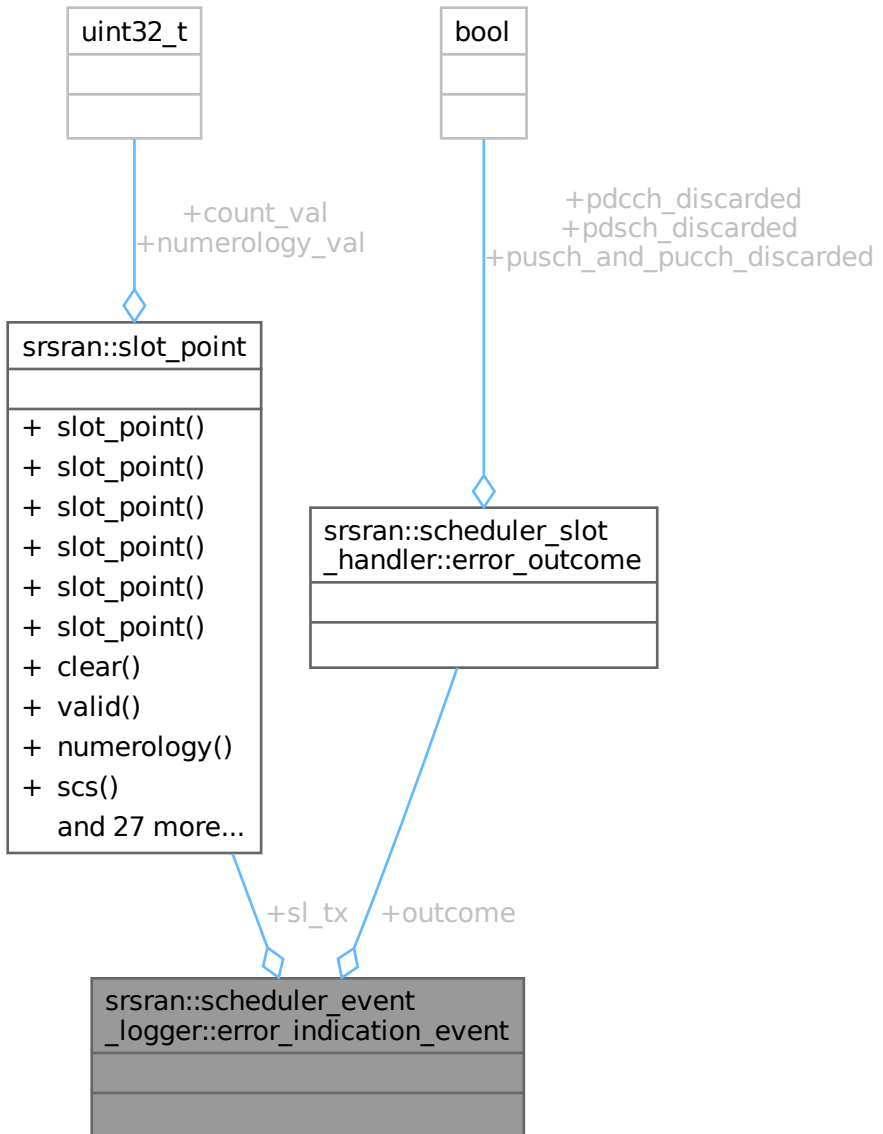 uint32_t
bool
+count_val
+numerology_val
+pdcch_discarded
+pdsch_discarded
+pusch_and_pucch_discarded
srsran::slot_point
+ slot_point()
+ slot_point()
+ slot_point()
+ slot_point()
+ slot_point()
+ slot_point()
+ clear()
+ valid()
+ numerology()
+ scs()
and 27 more...
srsran::scheduler_slot
_handler::error_outcome
+sl_tx
+outcome
srsran::scheduler_event
_logger::error_indication_event